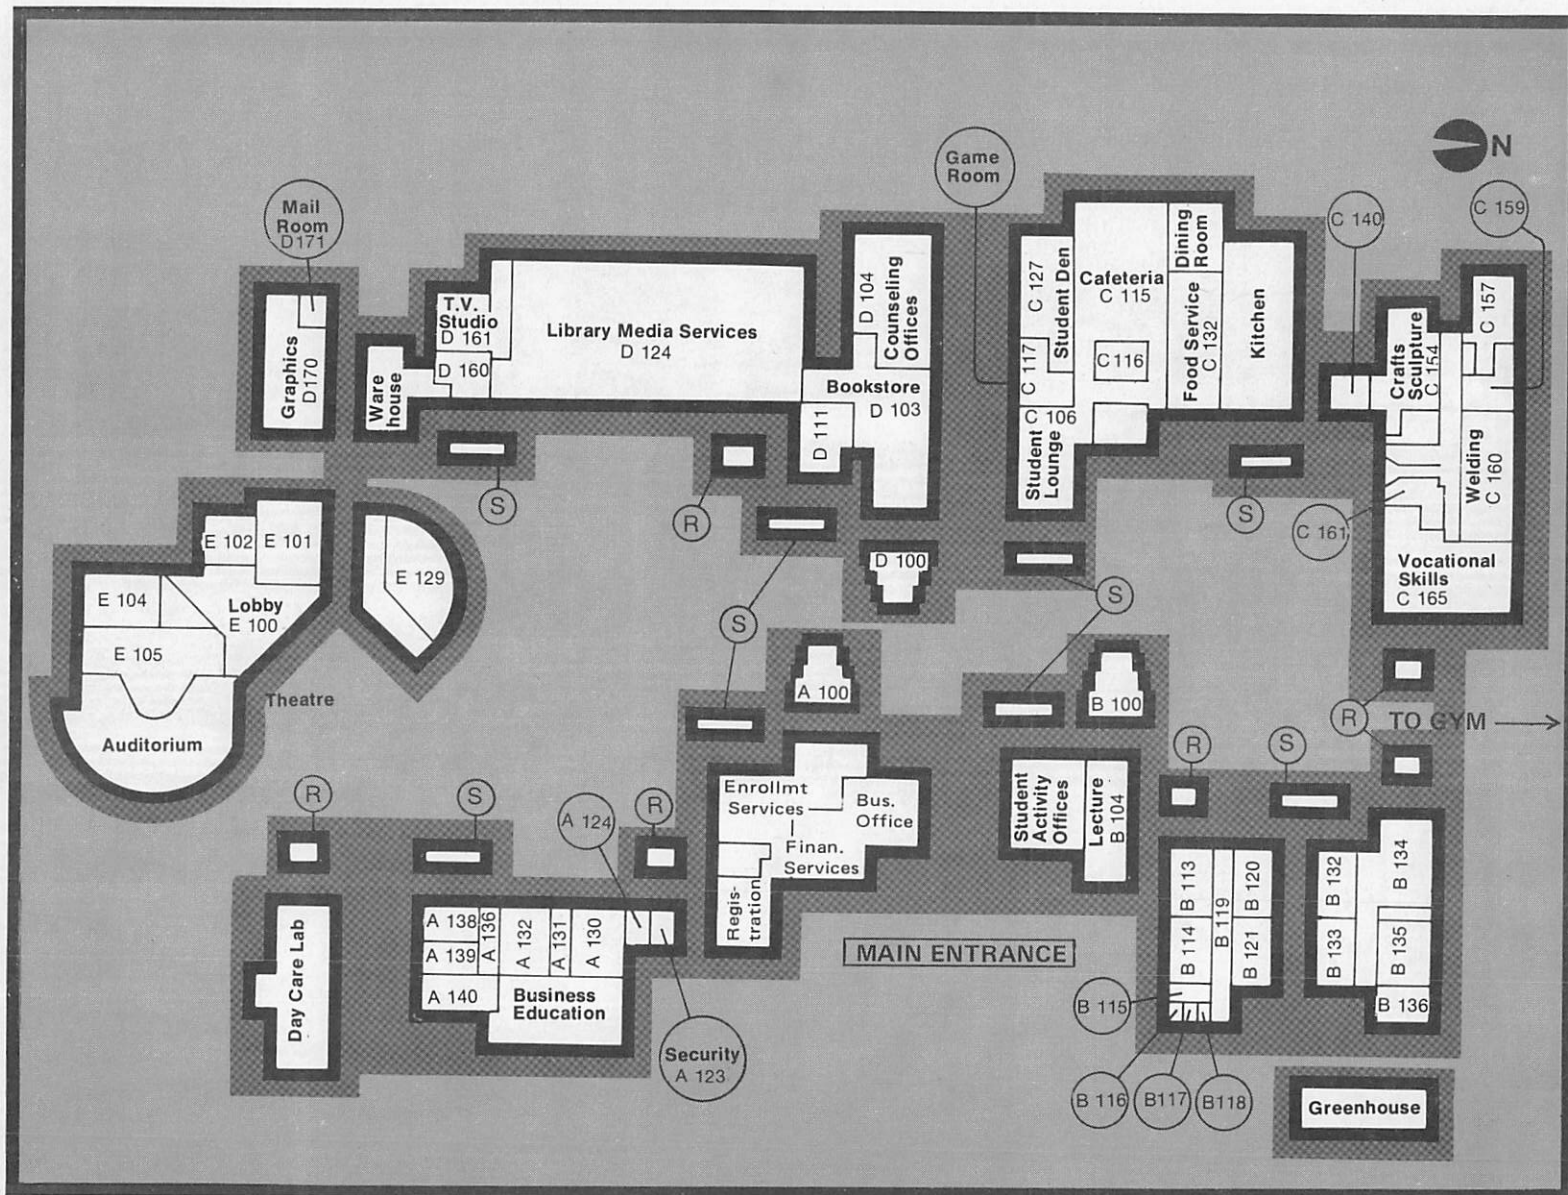 N
Game
Room
C 140
C 159
Mail
Room
D171
T.V.
Studio
D 161
D 160
Library Media Services
D 124
D 104
Counseling
Offices
Bookstore
D 103
D 111
Graphics
D170
Ware
house
C 127
Student Den
C 117
C 106
Student
Lounge
Cafeteria
C 115
C 116
Dining
Room
Food Service
C 132
Kitchen
Crafts
Sculpture
C 154
C 157
Welding
C 160
C 161
Vocational
Skills
C 165
S
R
S
S
S
D 100
E 102
E 101
E 129
E 104
Lobby
E 100
E 105
Theatre
Auditorium
A 100
B 100
R
TO GYM
R
S
R
S
A 124
R
Enrollmt
Services
Bus.
Office
Finan.
Services
Regis-
tration
Student
Activity
Offices
Lecture
B 104
B 113
B 114
B 119
B 120
B 121
B 132
B 133
B 134
B 135
B 136
Day Care Lab
A 138
A 139
A 136
A 132
A 131
A 130
A 140
Business
Education
MAIN ENTRANCE
B 115
Security
A 123
B 116
B117
B118
Greenhouse